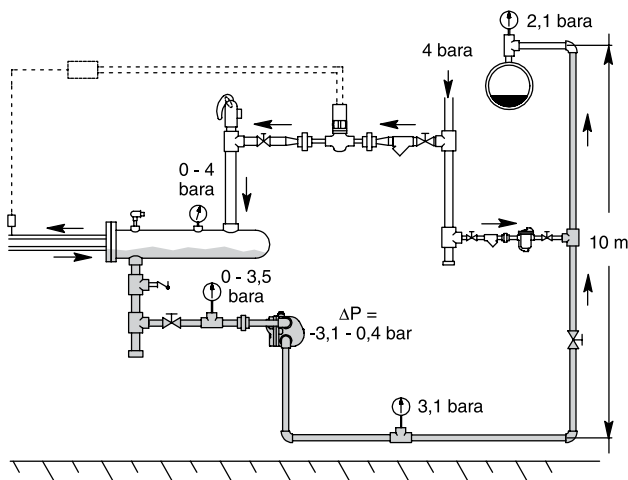 2,1 bara
4 bara
0 - 4
bara
10 m
0 - 3,5
bara
ΔP =
-3,1 - 0,4 bar
3,1 bara